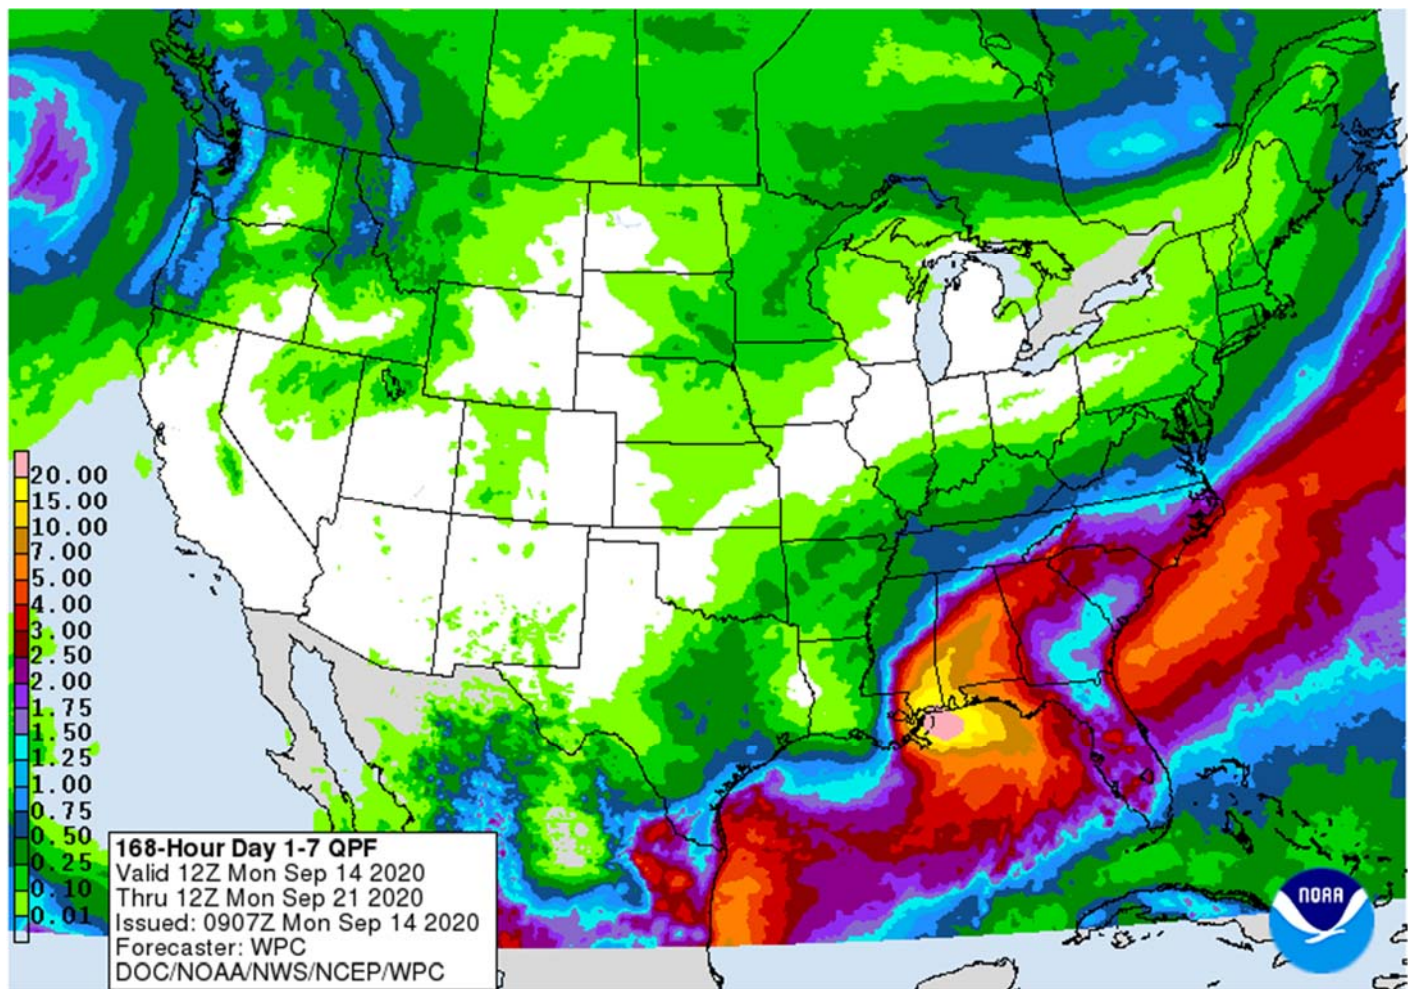 20.00
15.00
10.00
7.00
5.00
4.00
3.00
2.50
2.00
1.75
1.50
1.25
1.00
0.75
0.50
0.25
0.10
0.01
168-Hour Day 1-7 QPF
Valid 12Z Mon Sep 14 2020
Thru 12Z Mon Sep 21 2020
Issued: 0907Z Mon Sep 14 2020
Forecaster: WPC
DOC/NOAA/NWS/NCEP/WPC
NOAA